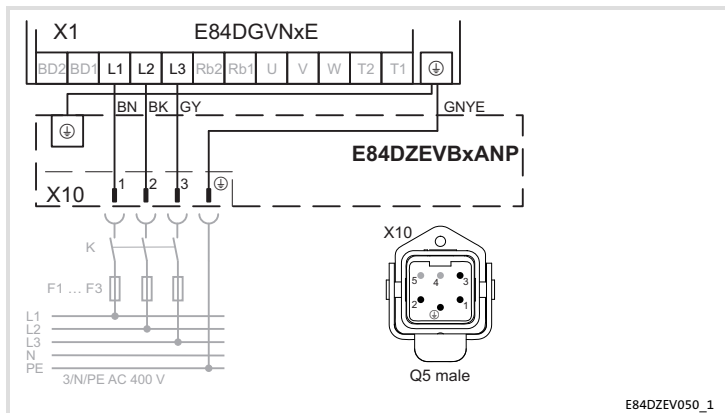 X1 E84DGVNxE
BD2 BD1 L1 L2 L3 Rb2 Rb1 U V W T2 T1
BN BK GY GNYE
E84DZEVBxANP
X10 1 2 3
X10
K
5 4 3
F1 ... F3
2 1
L1
L2
L3
N
PE
3/N/PE AC 400 V
Q5 male
E84DZEV050_1